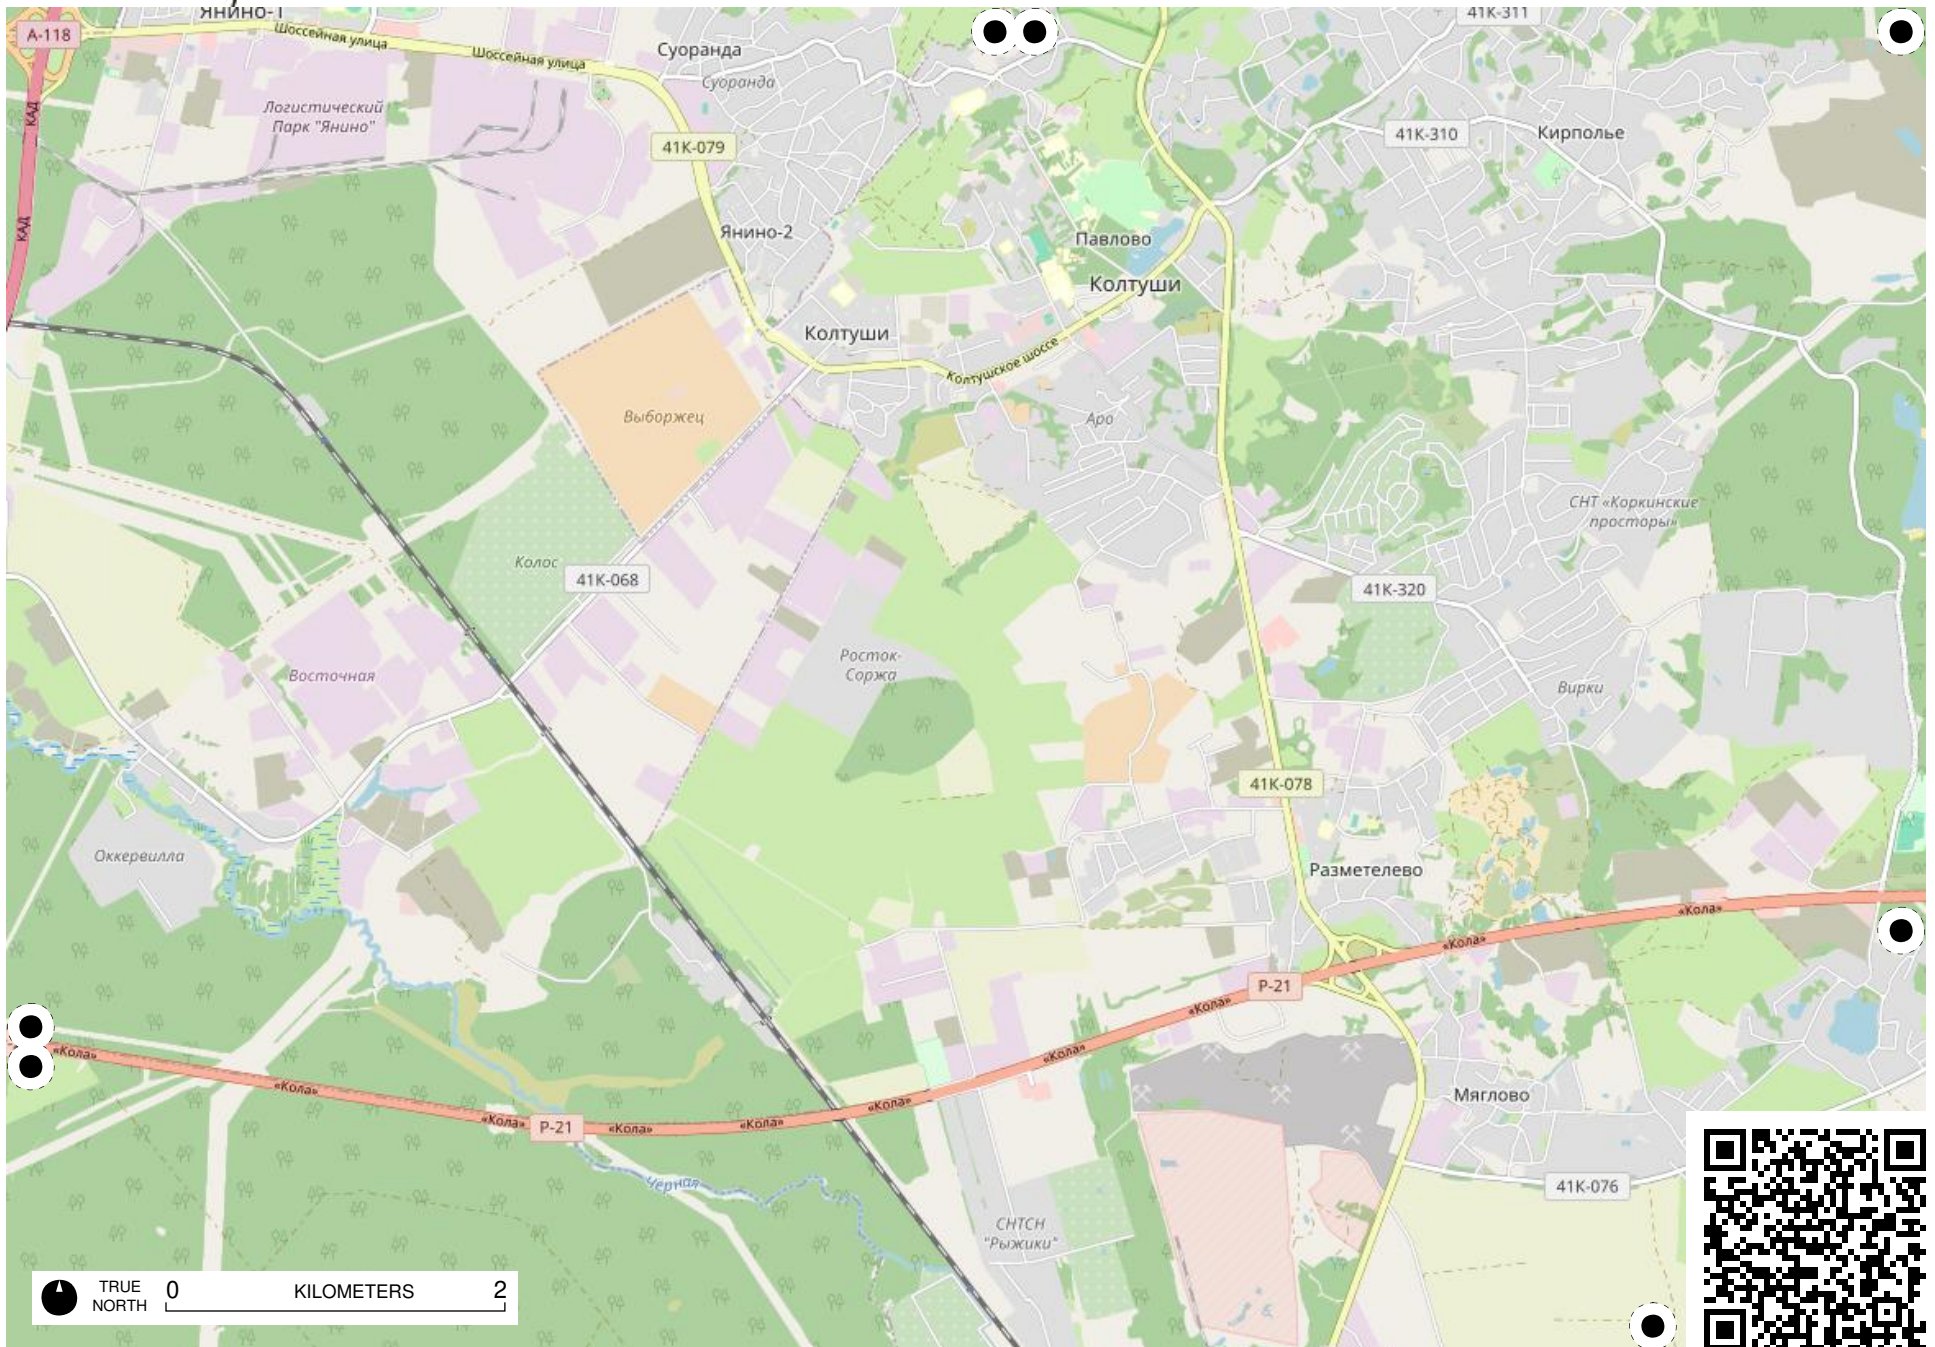 Янино-1
41К-311
А-118
Шоссейная улица
Шоссейная улица
Суоранда
Суоранда
КАД
Логистический
Парк "Янино"
41К-079
41К-310
Кирполье
КАД
Янино-2
Павлово
Колтуши
Колтуши
Колтушское шоссе
Выборжец
Аро
СНТ «Коркинские
просторы»
Колос
41К-068
41К-320
Восточная
Росток-
Соржа
Вирки
41К-078
Оккервилла
Разметелево
«Кола»
«Кола»
Р-21
«Кола»
«Кола»
«Кола»
«Кола»
«Кола»
Мяглово
«Кола»
Р-21
«Кола»
«Кола»
Чёрная
41К-076
СНТСН
"Рыжики"
TRUE
NORTH
0
KILOMETERS
2